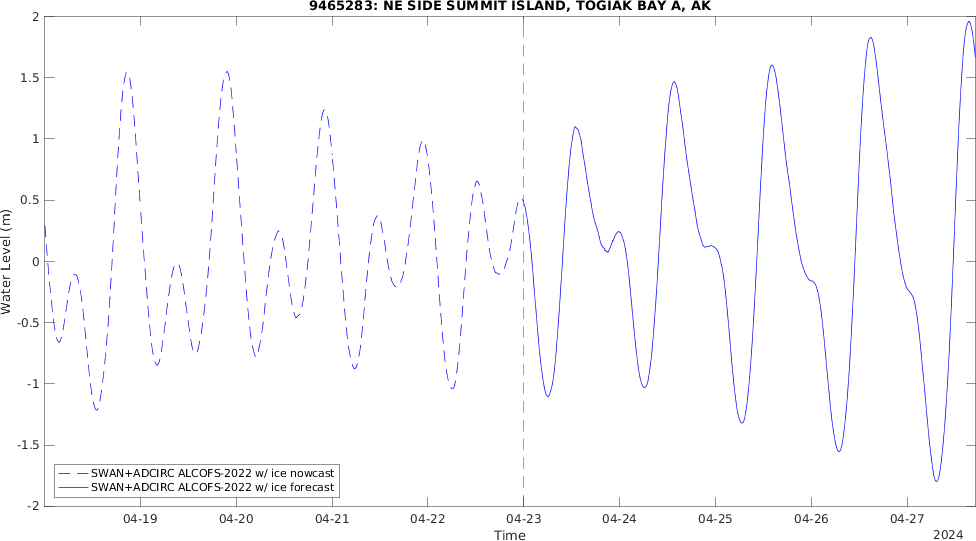 9465283: NE SIDE SUMMIT ISLAND, TOGIAK BAY A, AK
Water Level (m)
2
1.5
1
0.5
0
-0.5
-1
-1.5
-2
SWAN+ADCIRC ALCOFS-2022 w/ ice nowcast
SWAN+ADCIRC ALCOFS-2022 w/ ice forecast
04-19 04-20 04-21 04-22 04-23 04-24 04-25 04-26 04-27
Time
2024